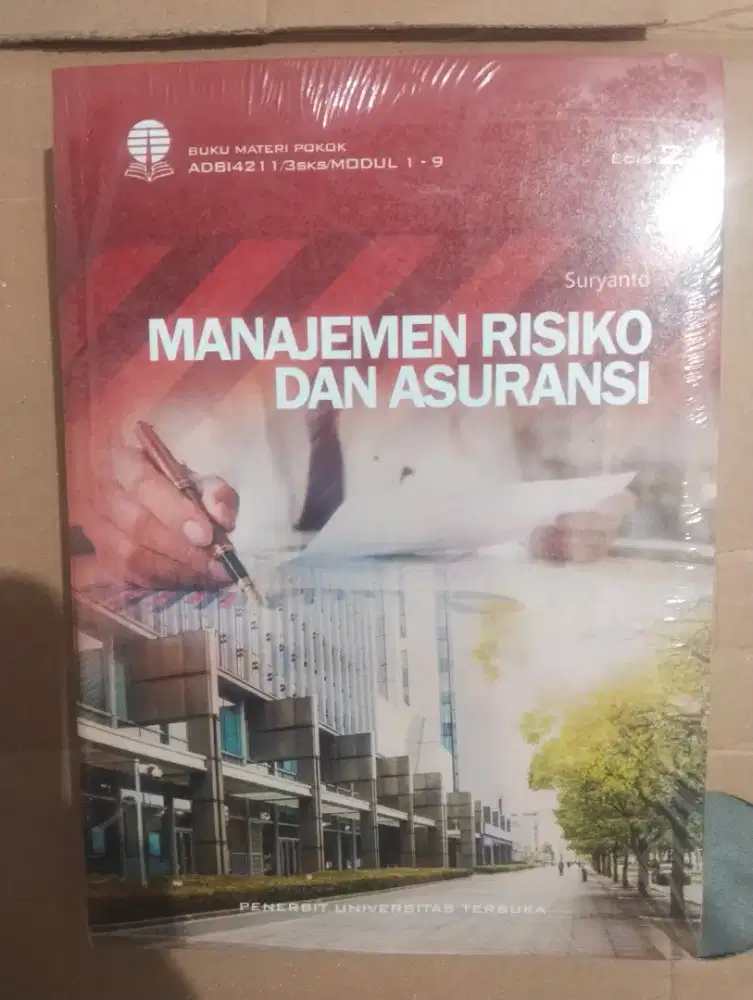 BUKU MATERI POKOK
ADBI4211/3SKS/MODUL 1 - 9
Suryanto
MANAJEMEN RISIKO
DAN ASURANSI
PENERBIT UNIVERSITAS TERBUKA